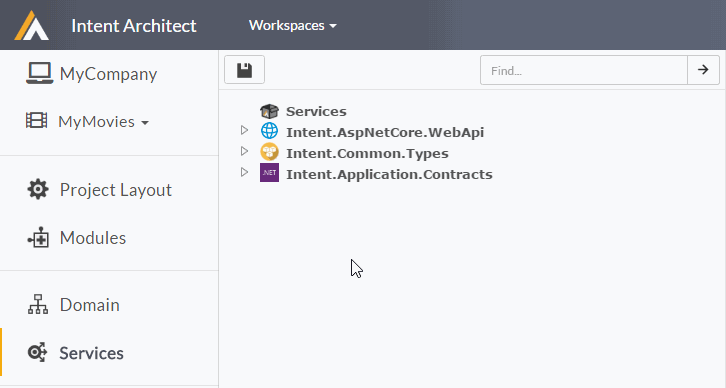 Intent Architect
Workspaces
MyCompany
MyMovies
Project Layout
Modules
Domain
Services
Find...
Services
Intent.AspNetCore.WebApi
Intent.Common.Types
.NET Intent.Application.Contracts